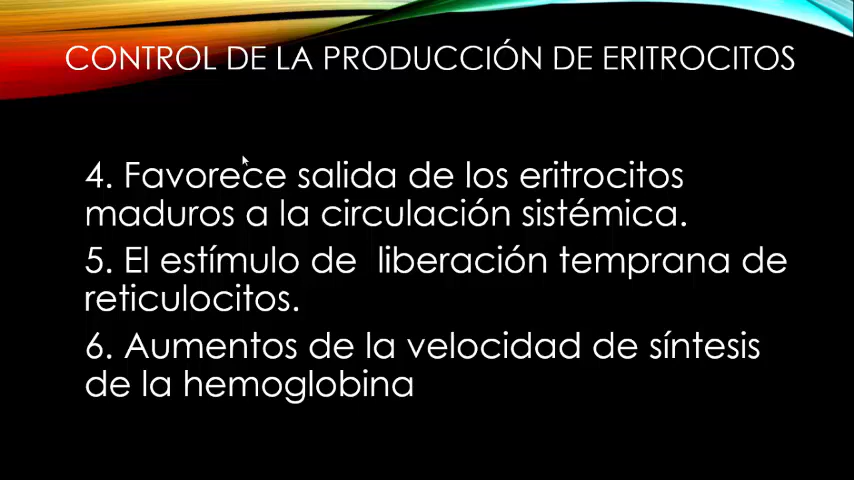 CONTROL DE LA PRODUCCIÓN DE ERITROCITOS
4. Favorece salida de los eritrocitos
maduros a la circulación sistémica.
5. El estímulo de  liberación temprana de
reticulocitos.
6. Aumentos de la velocidad de síntesis
de la hemoglobina